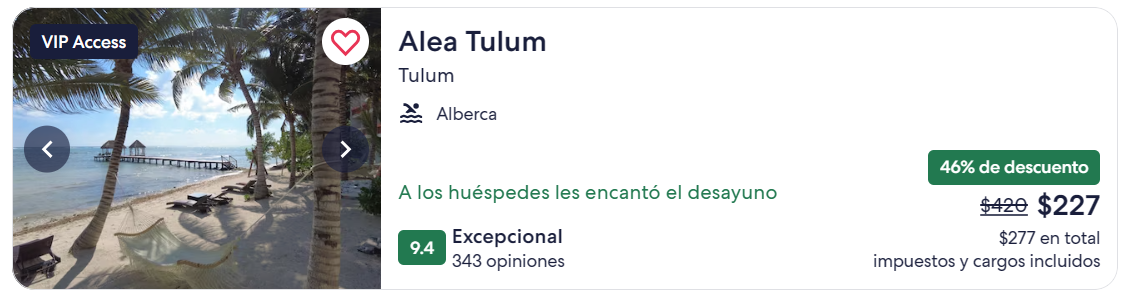 VIP Access
Alea Tulum
Tulum
Alberca
A los huéspedes les encantó el desayuno
9.4
Excepcional
343 opiniones
46% de descuento
$420 $227
$277 en total
impuestos y cargos incluidos